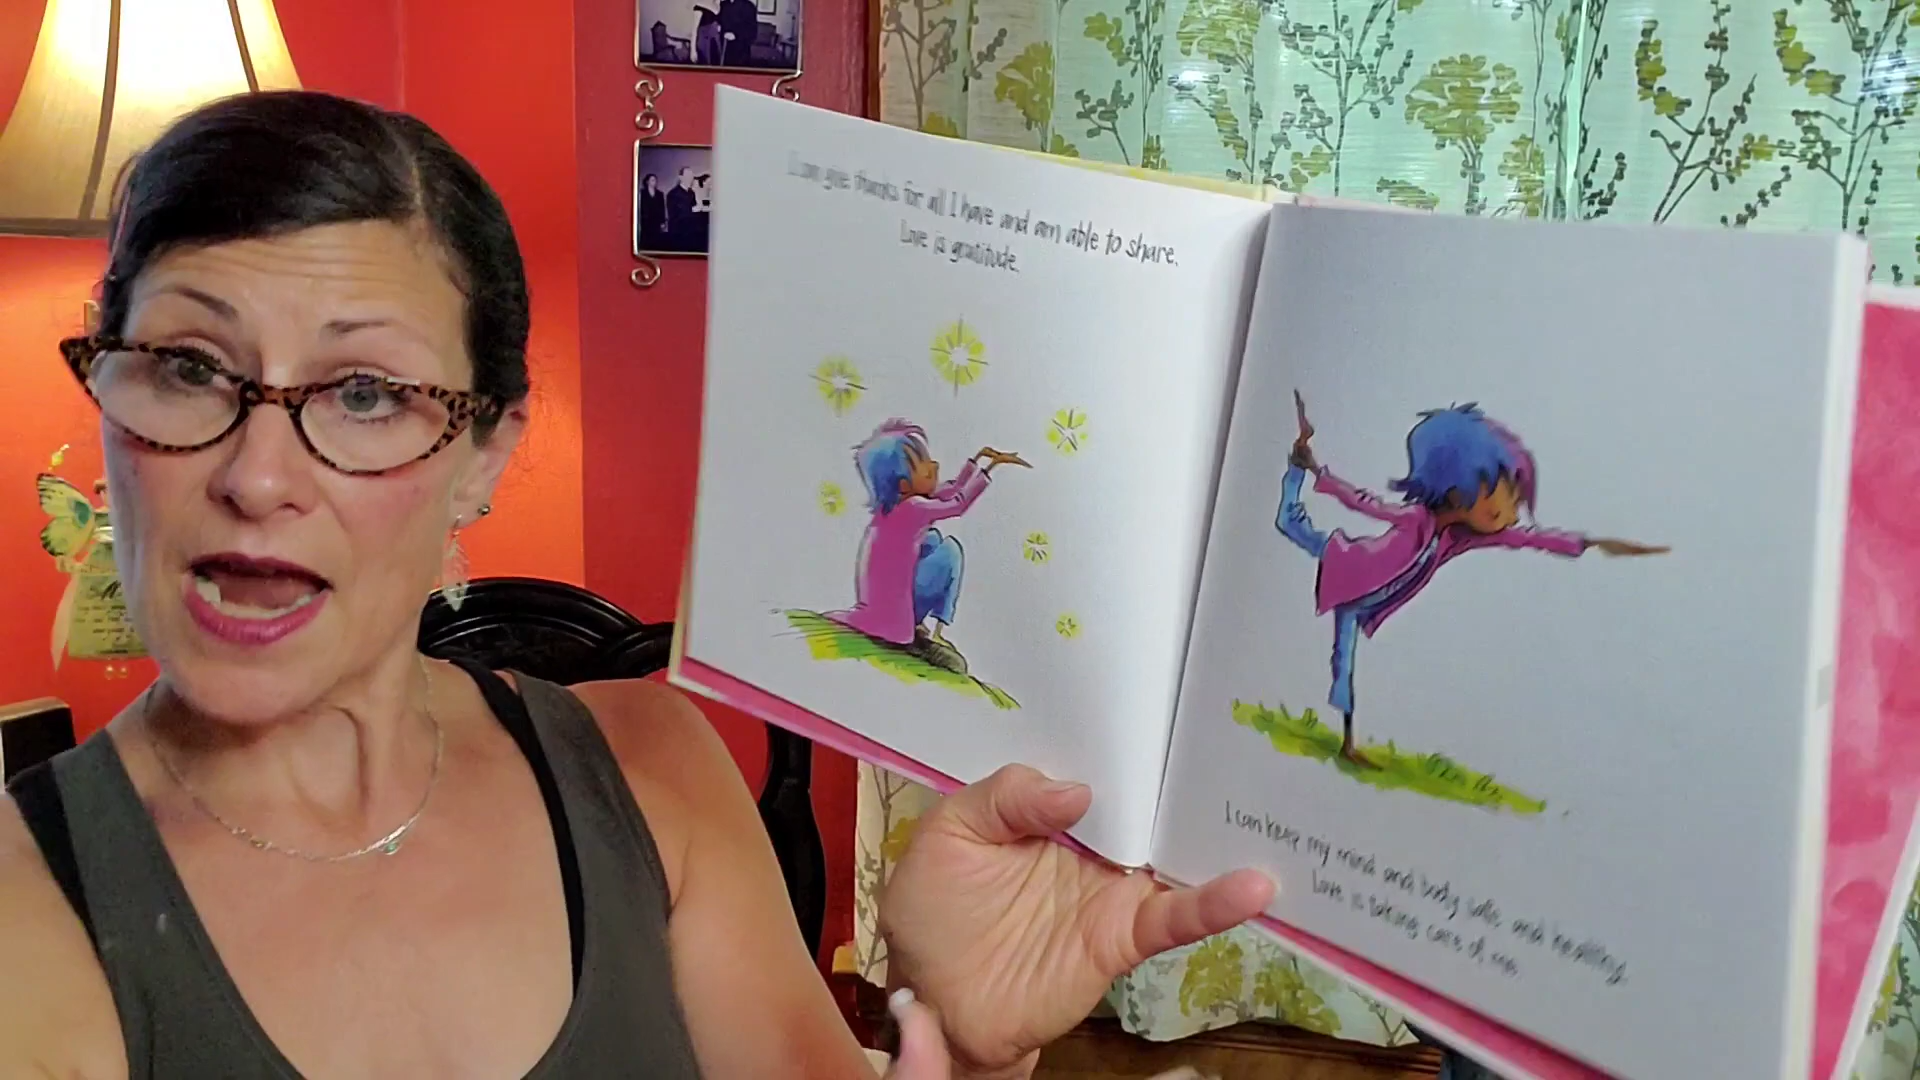 I can give thanks for all I have and am able to share.
Love is gratitude.
I can keep my mind and body safe, and healthy.
Love is taking care of me.